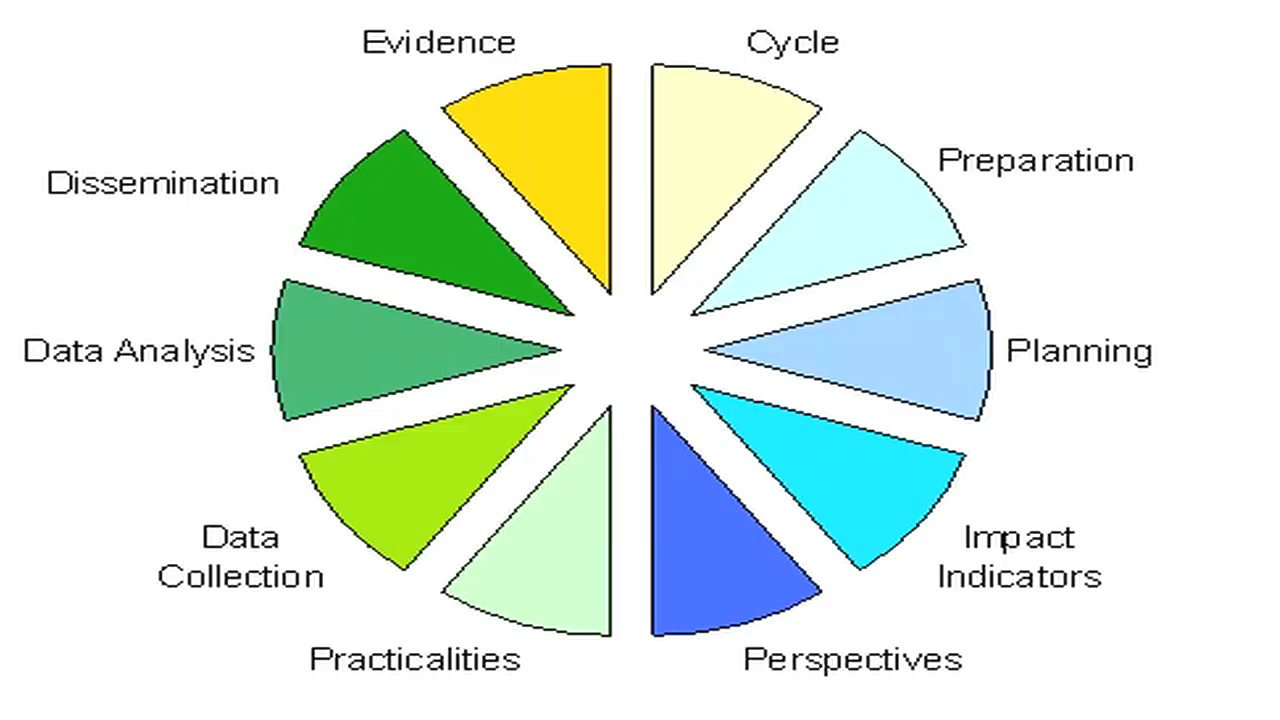 Evidence
Cycle
Preparation
Dissemination
Data Analysis
Planning
Data
Collection
Impact
Indicators
Practicalities
Perspectives